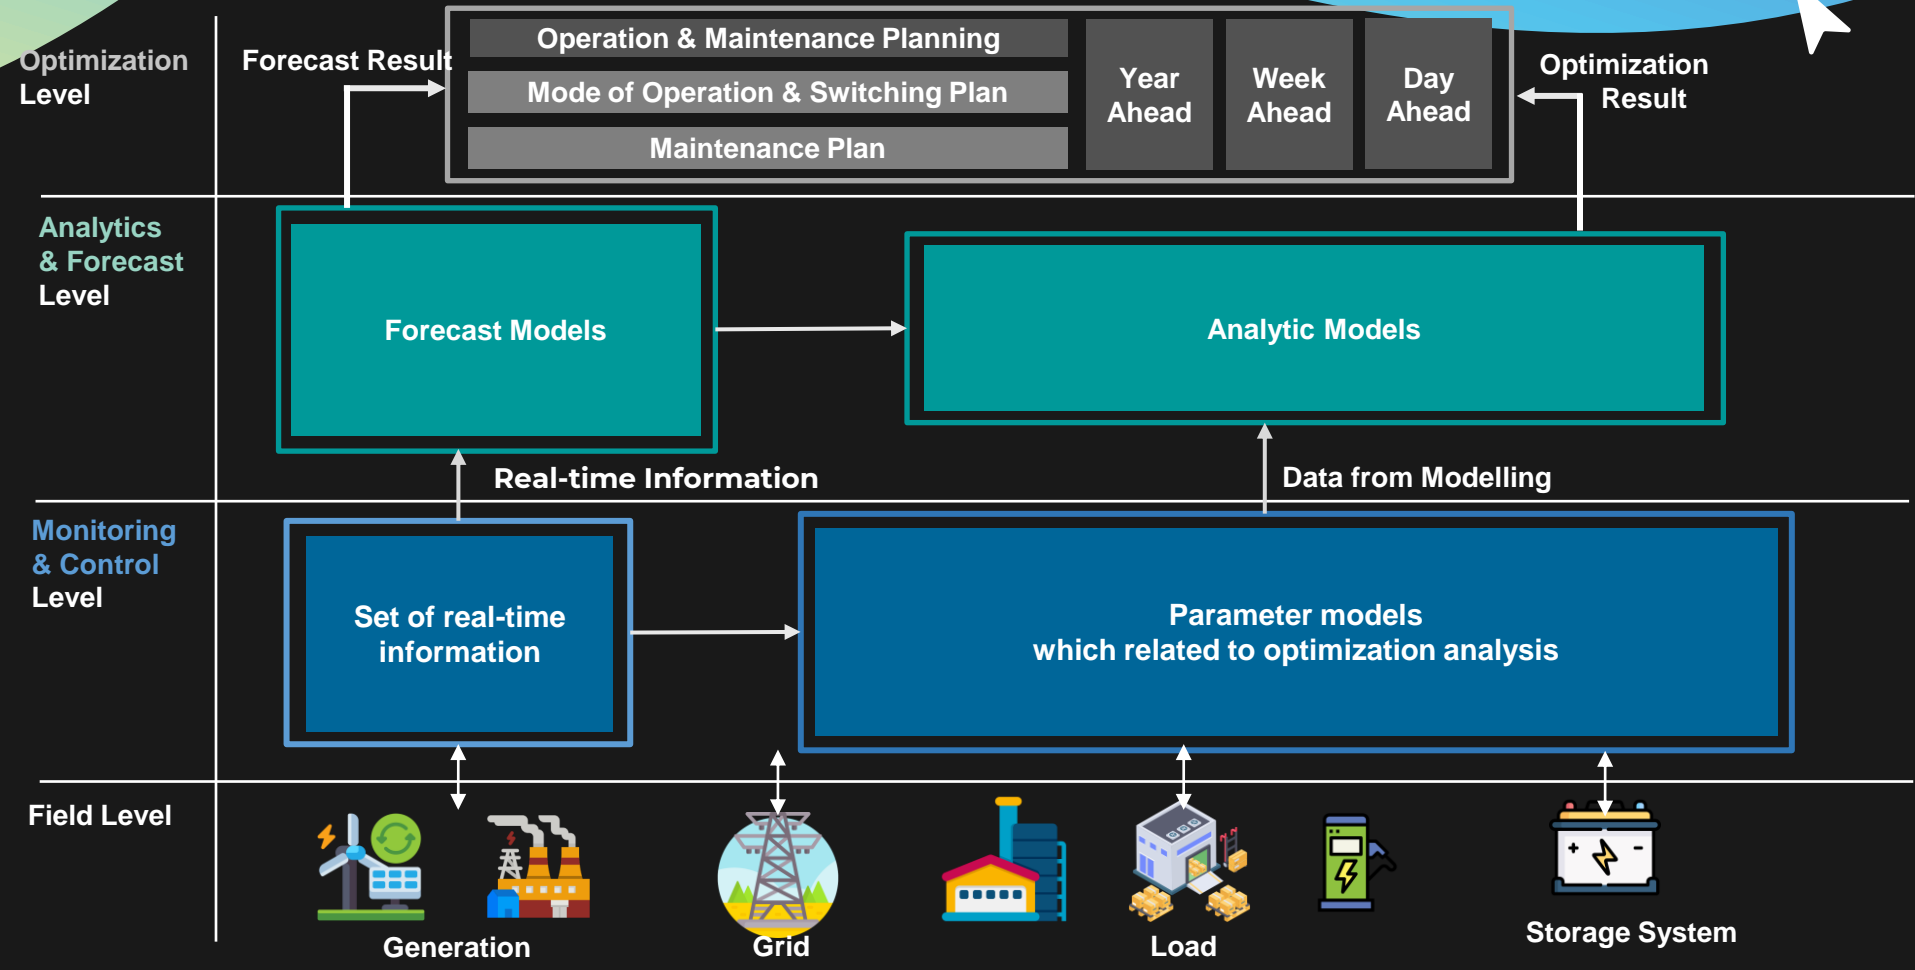 Optimization
Level
Forecast Result
Operation & Maintenance Planning
Mode of Operation & Switching Plan
Maintenance Plan
Year
Ahead
Week
Ahead
Day
Ahead
Optimization
Result
Analytics
& Forecast
Level
Forecast Models
Analytic Models
Real-time Information
Data from Modelling
Monitoring
& Control
Level
Set of real-time
information
Parameter models
which related to optimization analysis
Field Level
Generation
Grid
Load
Storage System